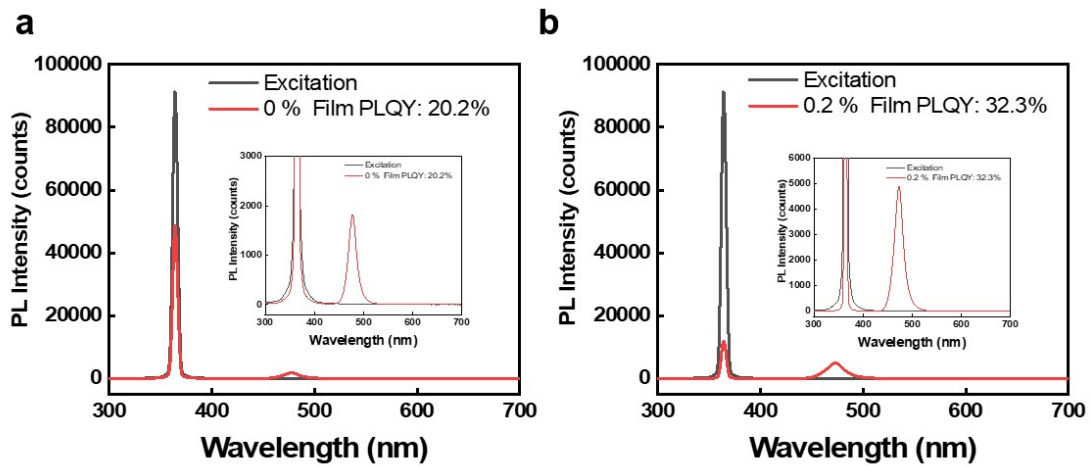 a
100000
80000
60000
40000
20000
0
PL Intensity (counts)
Excitation
0 % Film PLQY: 20.2%
3000
2000
1000
0
PL Intensity (counts)
Excitation
0 % Film PLQY: 20.2%
300 400 500 600 700
Wavelength (nm)
300 400 500 600 700
Wavelength (nm)
b
100000
80000
60000
40000
20000
0
PL Intensity (counts)
Excitation
0.2 % Film PLQY: 32.3%
6000
5000
4000
3000
2000
1000
0
PL Intensity (counts)
Excitation
0.2 % Film PLQY: 32.3%
300 400 500 600 700
Wavelength (nm)
300 400 500 600 700
Wavelength (nm)